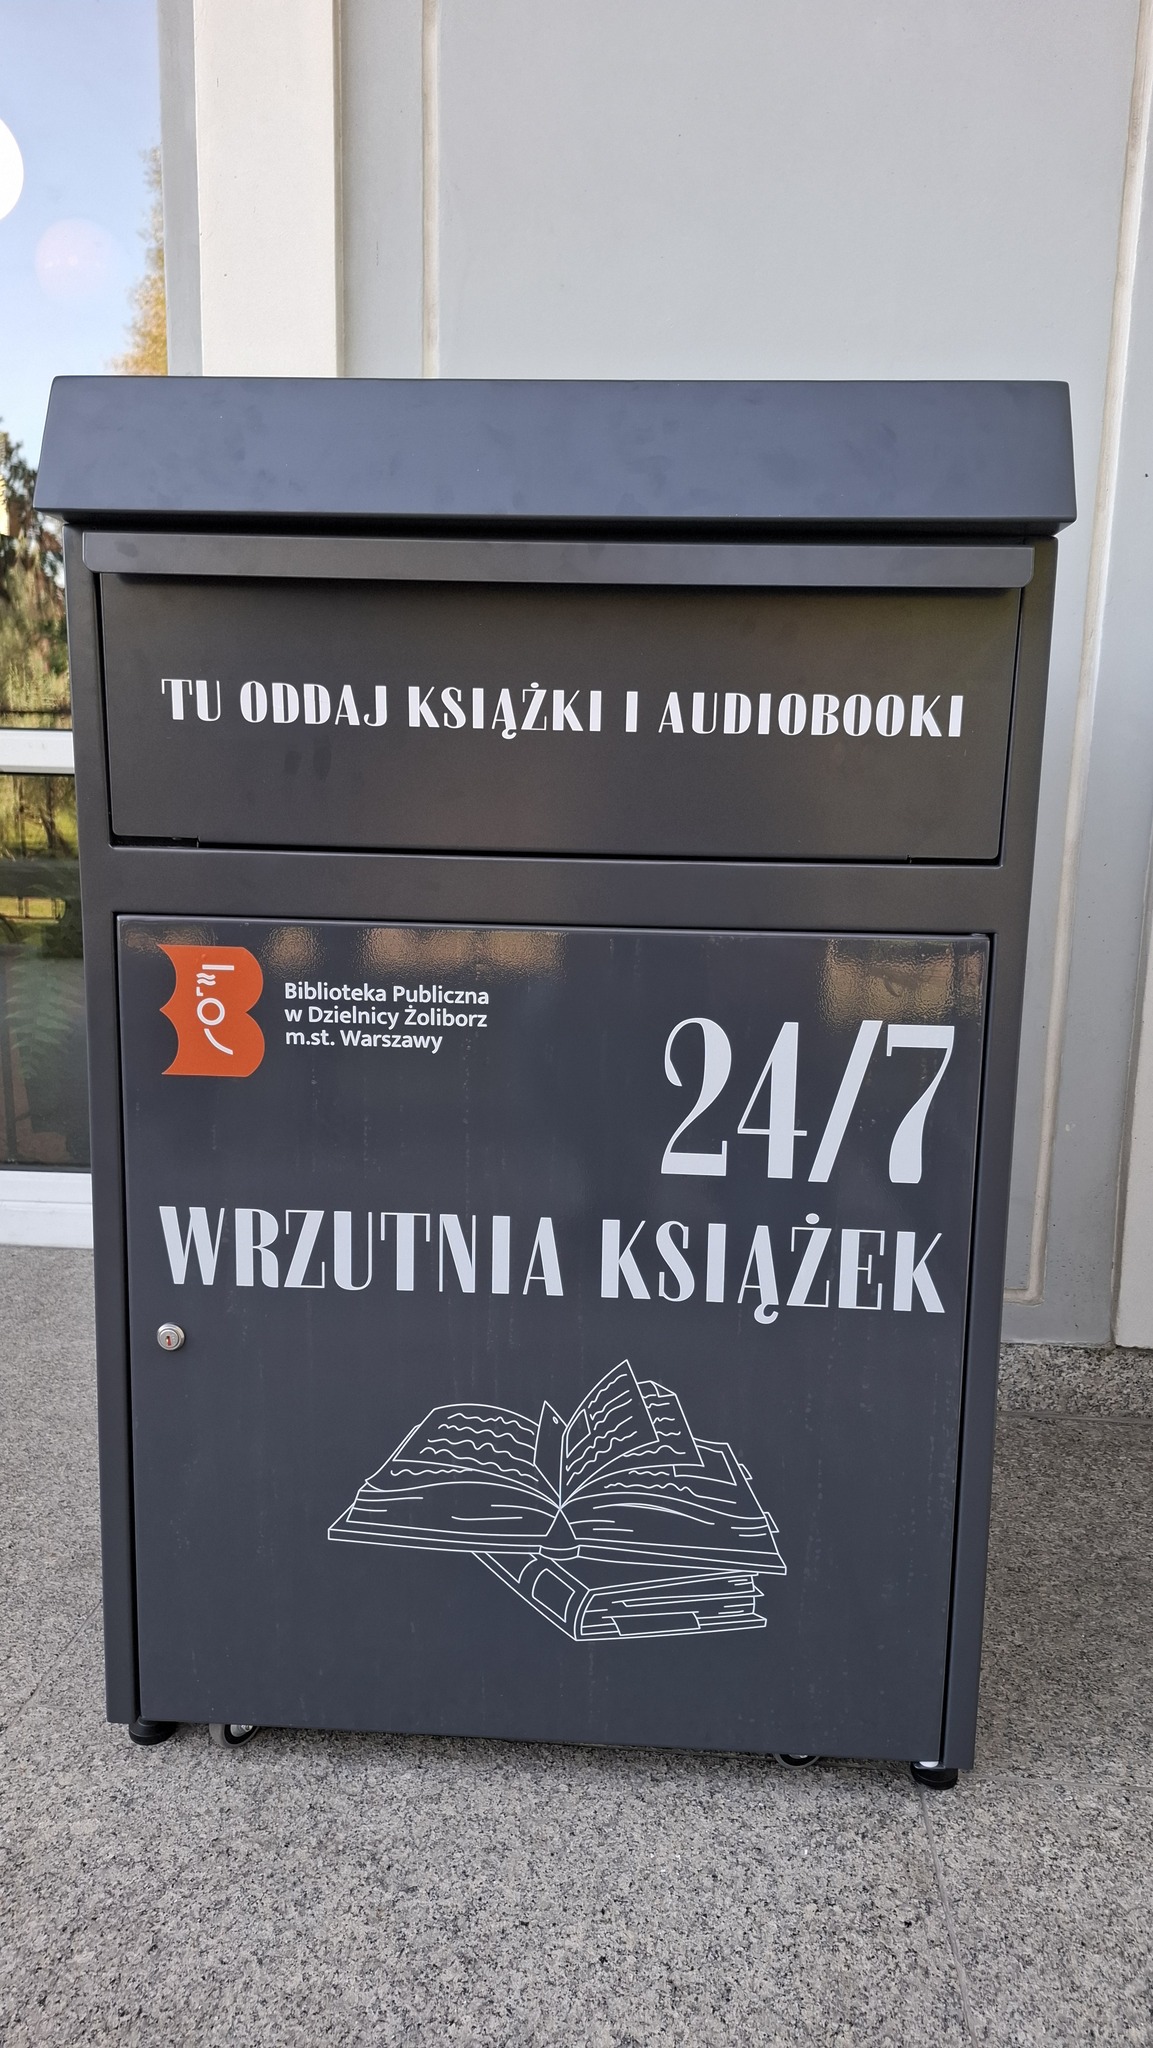 TU ODDAJ KSIĄŻKI I AUDIOBOOKI
Biblioteka Publiczna
w Dzielnicy Żoliborz
m.st. Warszawy
24/7
WRZUTNIA KSIĄŻEK